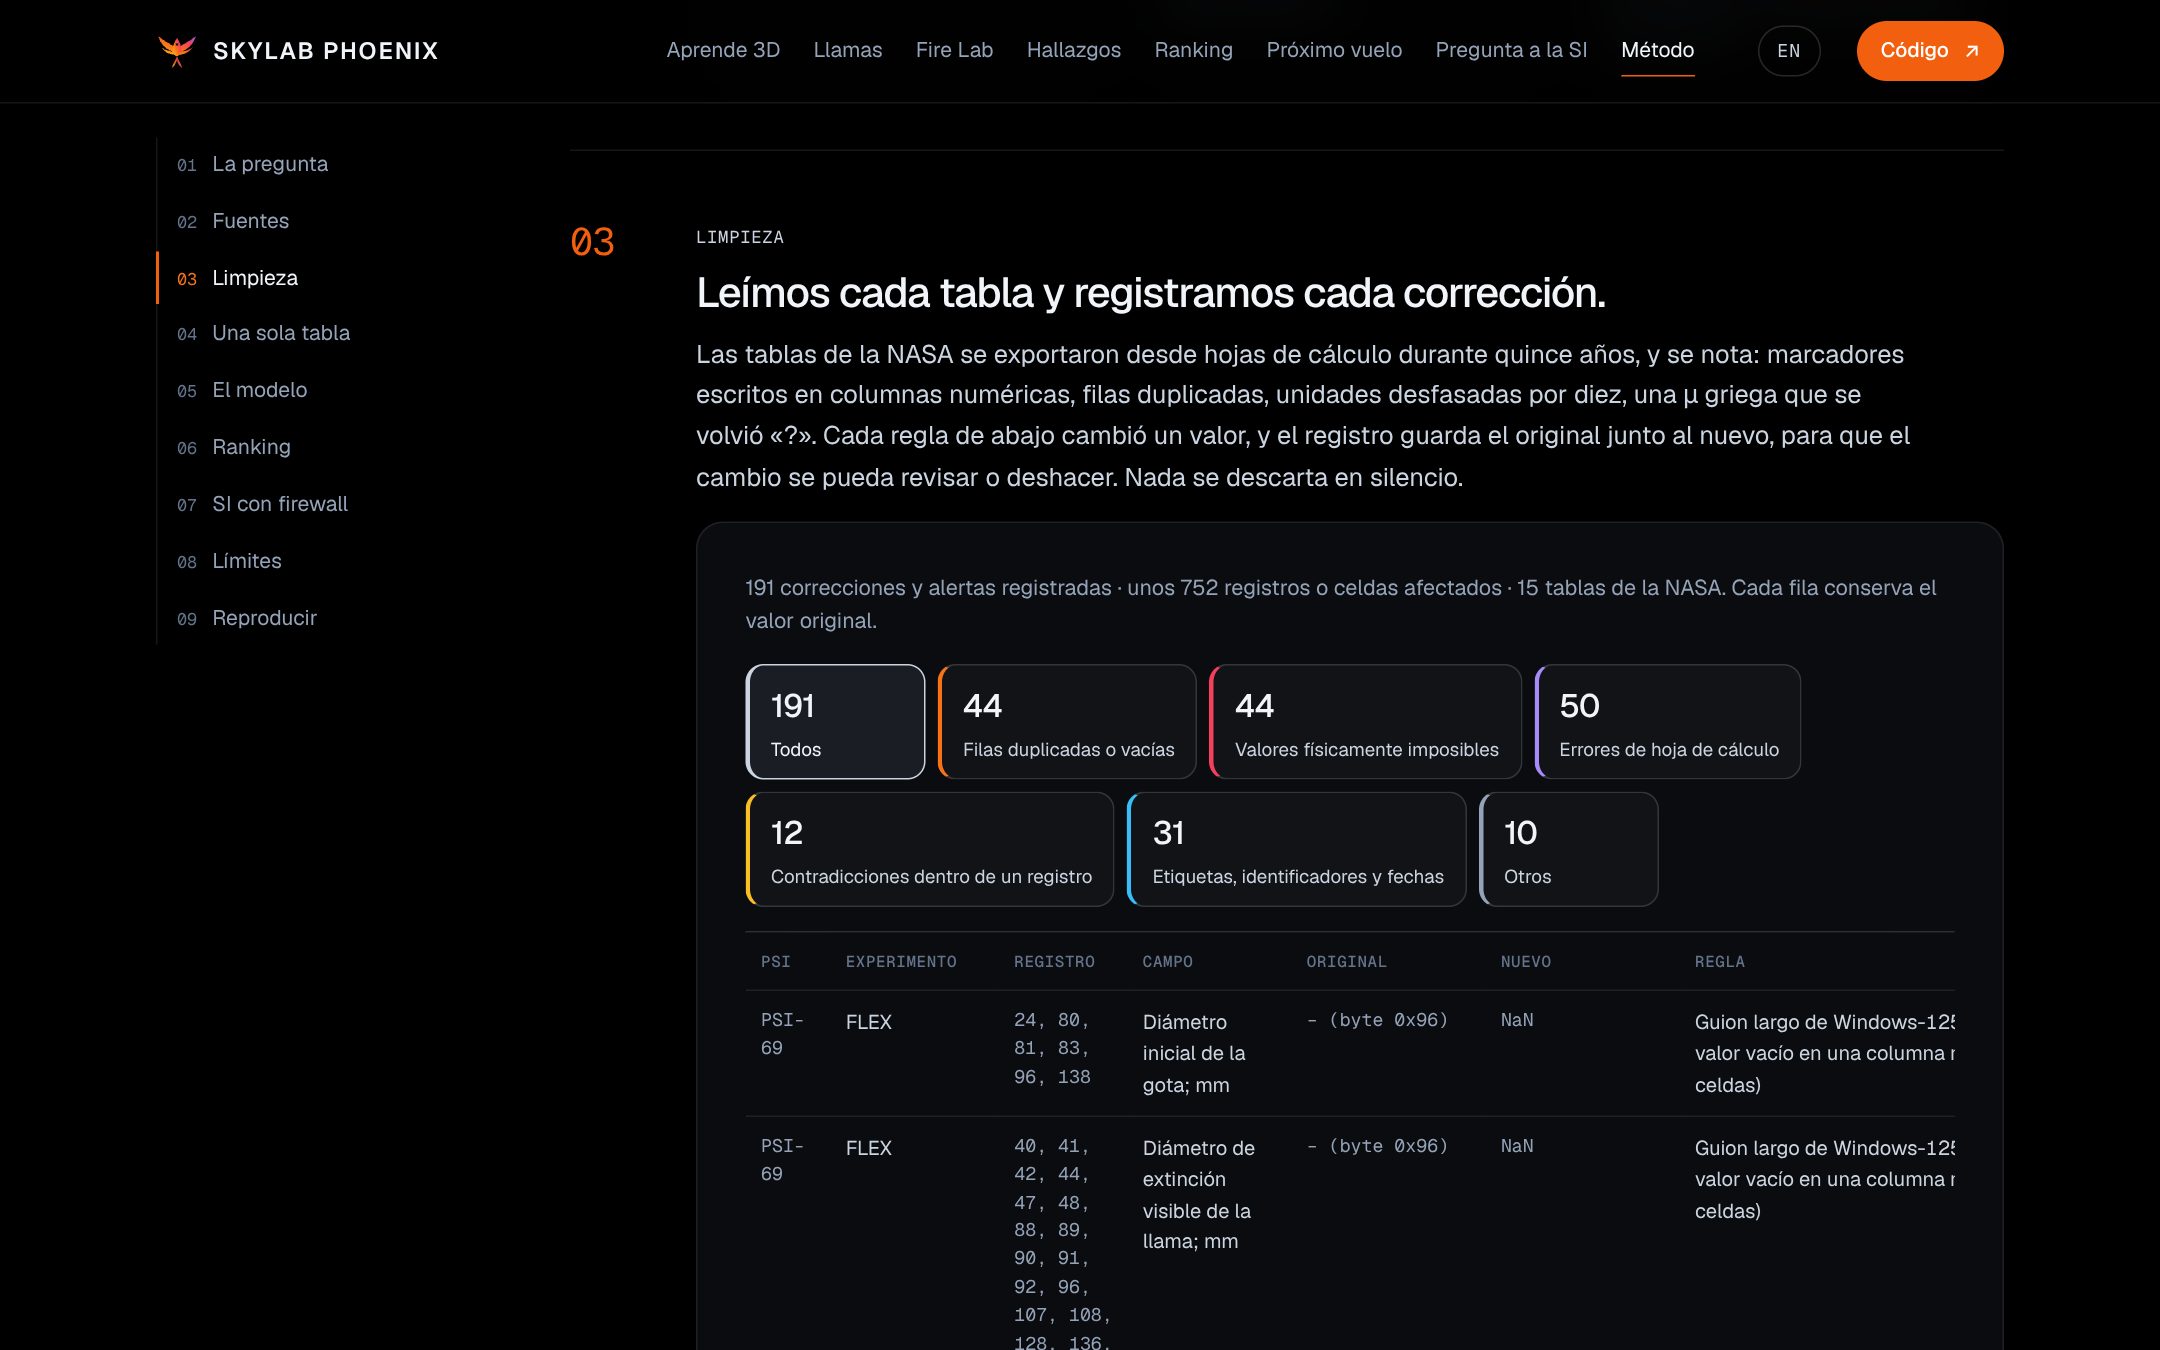 SKYLAB PHOENIX
Aprende 3D
Llamas
Fire Lab
Hallazgos
Ranking
Próximo vuelo
Pregunta a la SI
Método
EN
Código
01 La pregunta
02 Fuentes
03 Limpieza
04 Una sola tabla
05 El modelo
06 Ranking
07 SI con firewall
08 Límites
09 Reproducir
03
LIMPIEZA
Leímos cada tabla y registramos cada corrección.
Las tablas de la NASA se exportaron desde hojas de cálculo durante quince años, y se nota: marcadores
escritos en columnas numéricas, filas duplicadas, unidades desfasadas por diez, una μ griega que se
volvió «?». Cada regla de abajo cambió un valor, y el registro guarda el original junto al nuevo, para que el
cambio se pueda revisar o deshacer. Nada se descarta en silencio.
191 correcciones y alertas registradas · unos 752 registros o celdas afectados · 15 tablas de la NASA. Cada fila conserva el
valor original.
191
Todos
44
Filas duplicadas o vacías
44
Valores físicamente imposibles
50
Errores de hoja de cálculo
12
Contradicciones dentro de un registro
31
Etiquetas, identificadores y fechas
10
Otros
PSI EXPERIMENTO REGISTRO CAMPO ORIGINAL NUEVO REGLA
PSI-
69
FLEX
24, 80,
81, 83,
96, 138
Diámetro
inicial de la
gota; mm
– (byte 0x96)
NaN
Guion largo de Windows-125
valor vacío en una columna
celdas)
PSI-
69
FLEX
40, 41,
42, 44,
47, 48,
88, 89,
90, 91,
92, 96,
107, 108,
128, 136,
Diámetro de
extinción
visible de la
llama; mm
– (byte 0x96)
NaN
Guion largo de Windows-125
valor vacío en una columna
celdas)